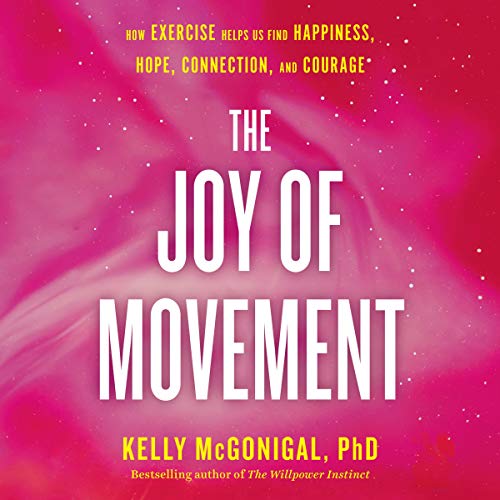 HOW EXERCISE HELPS US FIND HAPPINESS,
HOPE, CONNECTION, AND COURAGE
THE
JOY OF
MOVEMENT
KELLY McGONIGAL, PhD
Bestselling author of The Willpower Instinct